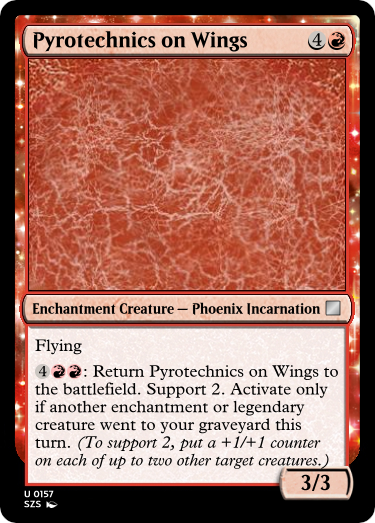 Pyrotechnics on Wings 4R
Enchantment Creature — Phoenix Incarnation
Flying
4RR: Return Pyrotechnics on Wings to
the battlefield. Support 2. Activate only
if another enchantment or legendary
creature went to your graveyard this
turn. (To support 2, put a +1/+1 counter
on each of up to two other target creatures.)
3/3
U 0157
SZS